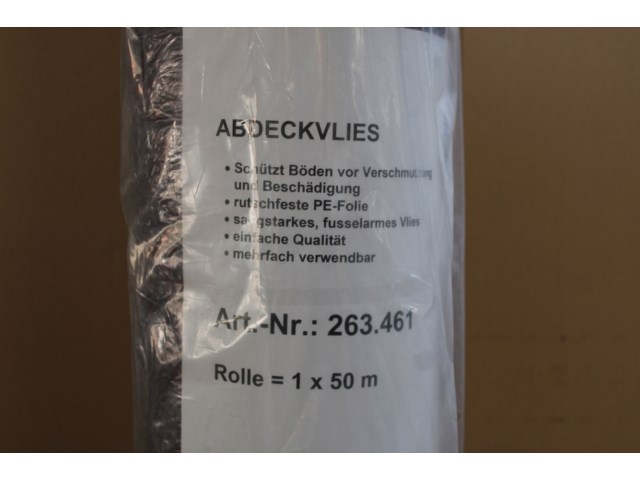 ABDECKVLIES
• Schützt Böden vor Verschmutzung
und Beschädigung
• rutschfeste PE-Folie
• saugstarkes, fusselarmes Vlies
• einfache Qualität
• mehrfach verwendbar
Art.-Nr.: 263.461
Rolle = 1 x 50 m